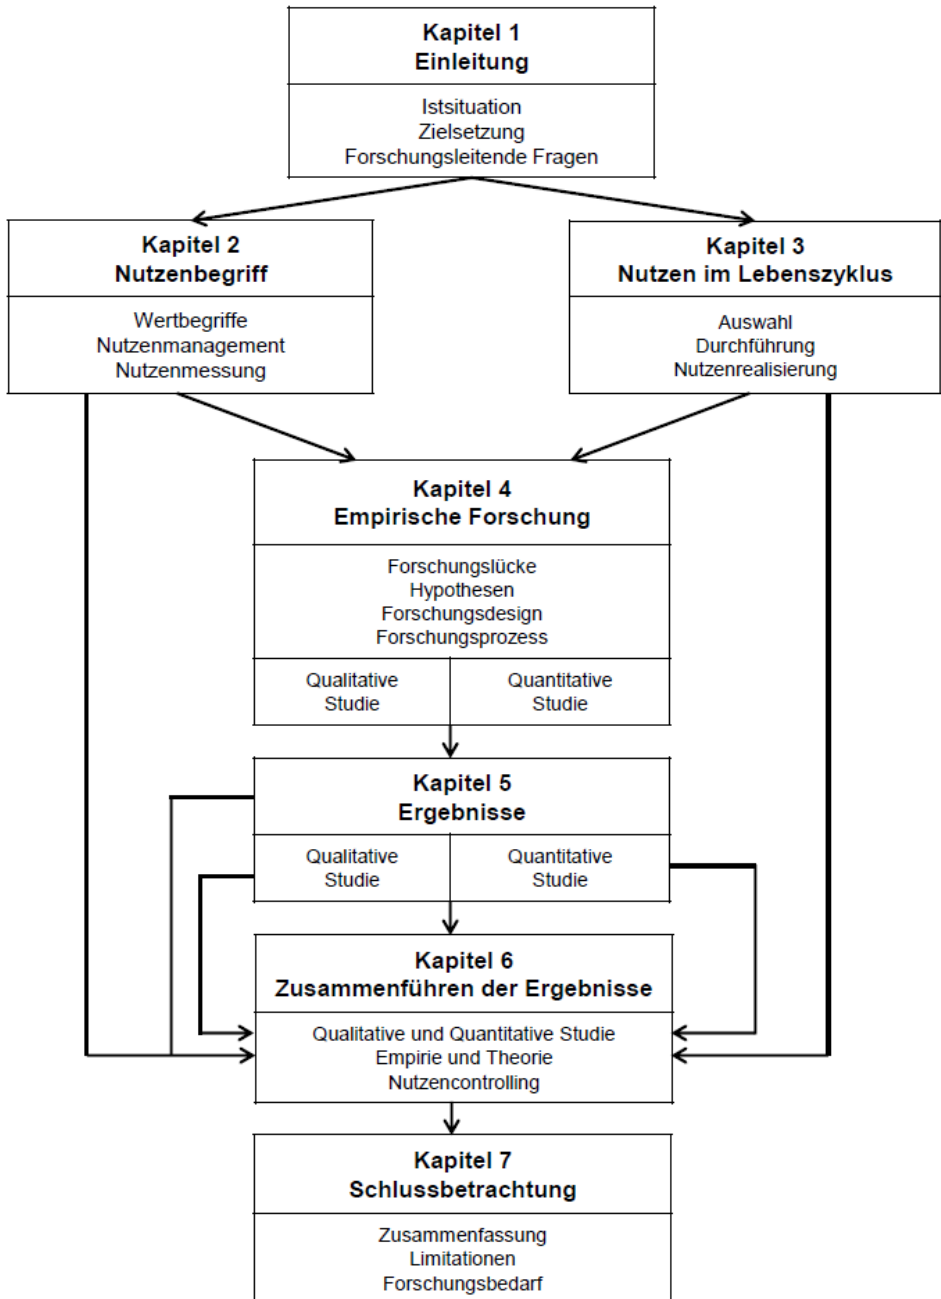 Kapitel 1
Einleitung
Istsituation
Zielsetzung
Forschungsleitende Fragen
Kapitel 2
Nutzenbegriff
Wertbegriffe
Nutzenmanagement
Nutzenmessung
Kapitel 3
Nutzen im Lebenszyklus
Auswahl
Durchführung
Nutzenrealisierung
Kapitel 4
Empirische Forschung
Forschungslücke
Hypothesen
Forschungsdesign
Forschungsprozess
Qualitative
Studie
Quantitative
Studie
Kapitel 5
Ergebnisse
Qualitative
Studie
Quantitative
Studie
Kapitel 6
Zusammenführen der Ergebnisse
Qualitative und Quantitative Studie
Empirie und Theorie
Nutzencontrolling
Kapitel 7
Schlussbetrachtung
Zusammenfassung
Limitationen
Forschungsbedarf